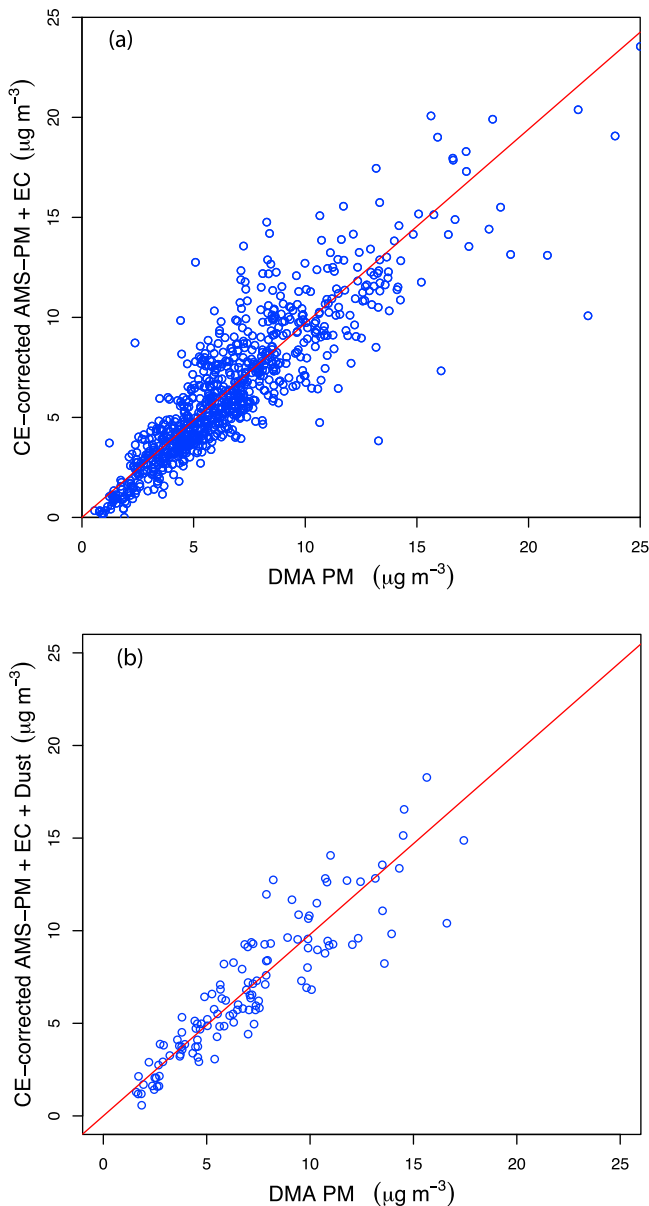 (a)
CE−corrected AMS−PM + EC (μg m−3)
25
20
15
10
5
0
0 5 10 15 20 25
DMA PM (μg m−3)
(b)
CE−corrected AMS−PM + EC + Dust (μg m−3)
25
20
15
10
5
0
0 5 10 15 20 25
DMA PM (μg m−3)